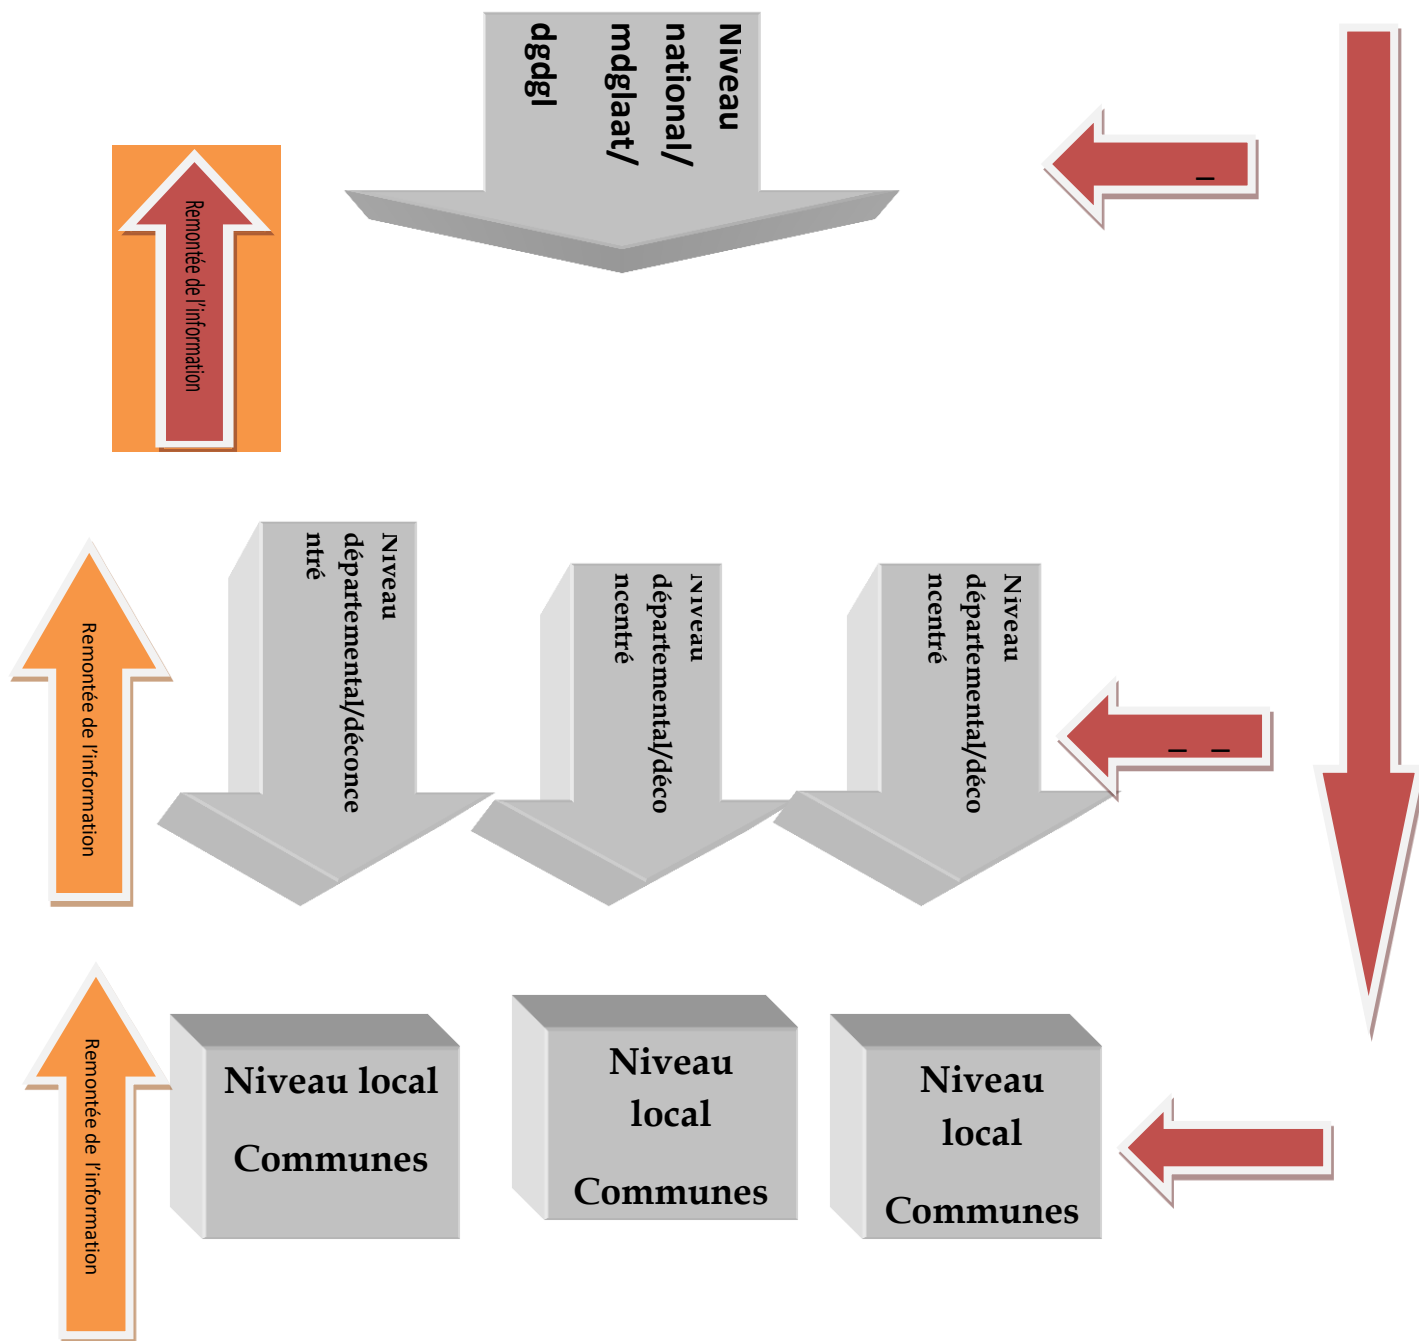 Niveau
national/
mdglaat/
dgdgl
Remontée de l'information
Remontée de l'information
Niveau
départemental/déconce
ntré
Niveau
départemental/déco
ncentré
Niveau
départemental/déco
ncentré
_
_ _
Remontée de l'information
Niveau local
Communes
Niveau
local
Communes
Niveau
local
Communes